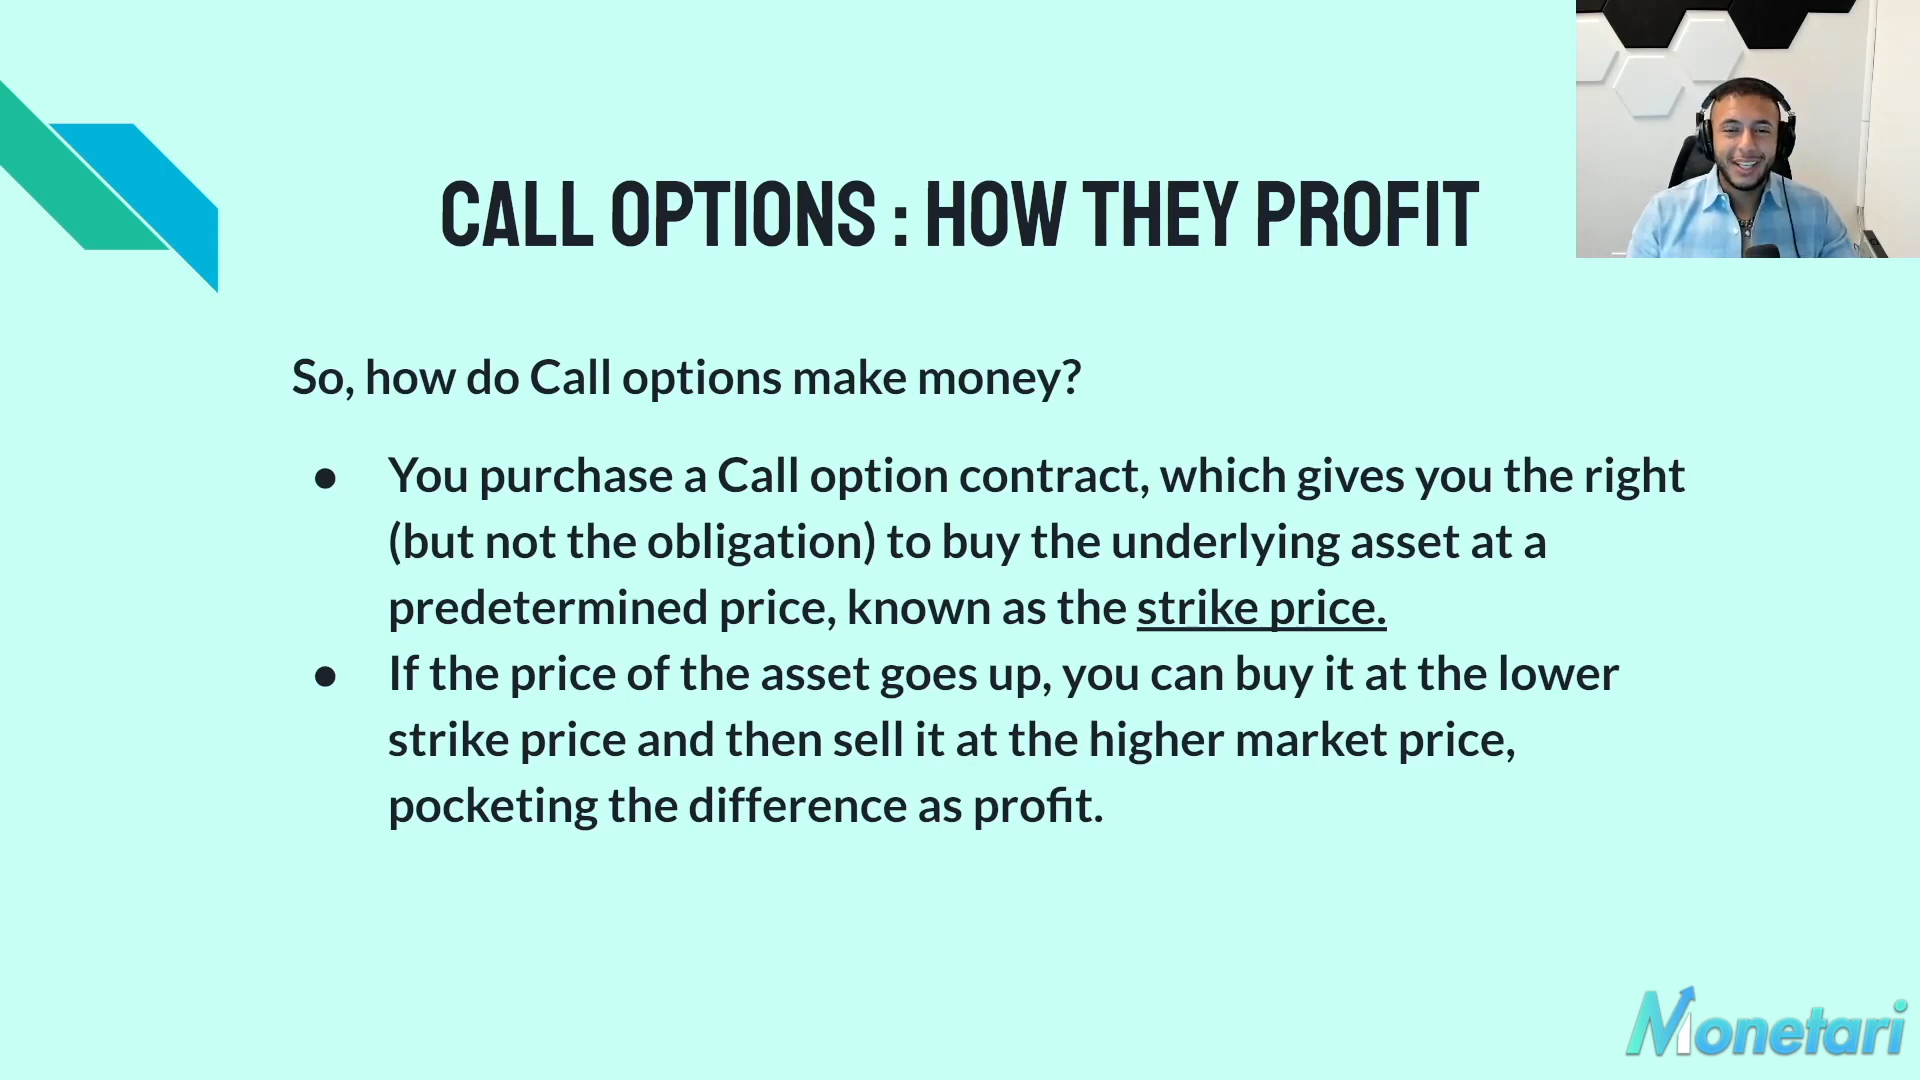 CALL OPTIONS : HOW THEY PROFIT
So, how do Call options make money?
● You purchase a Call option contract, which gives you the right
(but not the obligation) to buy the underlying asset at a
predetermined price, known as the strike price.
● If the price of the asset goes up, you can buy it at the lower
strike price and then sell it at the higher market price,
pocketing the difference as profit.
Monetari